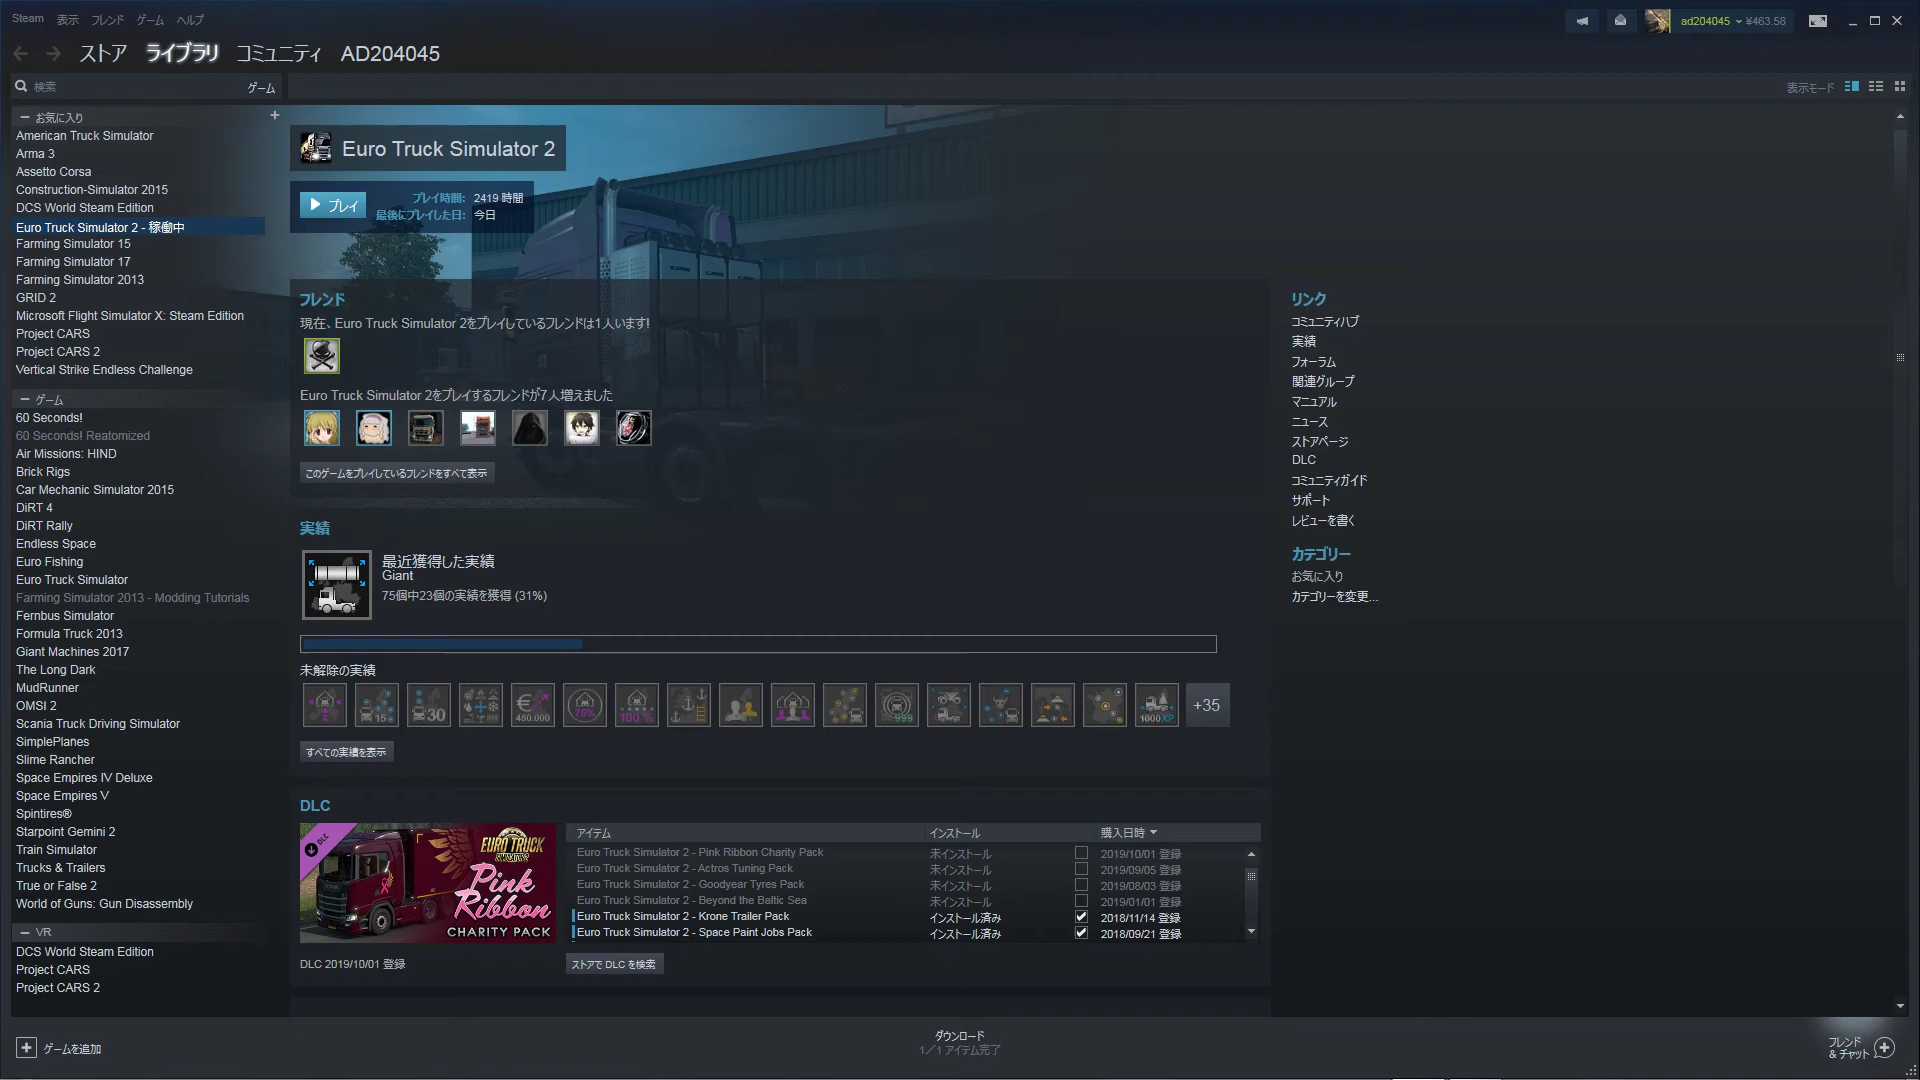 Steam 表示 フレンド ゲーム ヘルプ
ad204045 ¥463.58
ストア ライブラリ コミュニティ AD204045
検索 ゲーム
表示モード
お気に入り
American Truck Simulator
Arma 3
Assetto Corsa
Construction-Simulator 2015
DCS World Steam Edition
Euro Truck Simulator 2 - 稼働中
Farming Simulator 15
Farming Simulator 17
Farming Simulator 2013
GRID 2
Microsoft Flight Simulator X: Steam Edition
Project CARS
Project CARS 2
Vertical Strike Endless Challenge
ゲーム
60 Seconds!
60 Seconds! Reatomized
Air Missions: HIND
Brick Rigs
Car Mechanic Simulator 2015
DiRT 4
DiRT Rally
Endless Space
Euro Fishing
Euro Truck Simulator
Farming Simulator 2013 - Modding Tutorials
Fernbus Simulator
Formula Truck 2013
Giant Machines 2017
The Long Dark
MudRunner
OMSI 2
Scania Truck Driving Simulator
SimplePlanes
Slime Rancher
Space Empires IV Deluxe
Space Empires V
Spintires®
Starpoint Gemini 2
Train Simulator
Trucks & Trailers
True or False 2
World of Guns: Gun Disassembly
VR
DCS World Steam Edition
Project CARS
Project CARS 2
Euro Truck Simulator 2
プレイ
プレイ時間: 2419 時間
最後にプレイした日: 今日
フレンド
現在、Euro Truck Simulator 2をプレイしているフレンドは1人います!
Euro Truck Simulator 2をプレイするフレンドが7人増えました
このゲームをプレイしているフレンドをすべて表示
実績
最近獲得した実績
Giant
75個中23個の実績を獲得 (31%)
未解除の実績
15 30 450.000 75% 100 % 999 1000XP +35
すべての実績を表示
DLC
DLC
EURO TRUCK
SIMULATOR 2
Pink
Ribbon
CHARITY PACK
DLC 2019/10/01 登録
アイテム インストール 購入日時
Euro Truck Simulator 2 - Pink Ribbon Charity Pack 未インストール 2019/10/01 登録
Euro Truck Simulator 2 - Actros Tuning Pack 未インストール 2019/09/05 登録
Euro Truck Simulator 2 - Goodyear Tyres Pack 未インストール 2019/08/03 登録
Euro Truck Simulator 2 - Beyond the Baltic Sea 未インストール 2019/01/01 登録
Euro Truck Simulator 2 - Krone Trailer Pack インストール済み 2018/11/14 登録
Euro Truck Simulator 2 - Space Paint Jobs Pack インストール済み 2018/09/21 登録
ストアで DLC を検索
リンク
コミュニティハブ
実績
フォーラム
関連グループ
マニュアル
ニュース
ストアページ
DLC
コミュニティガイド
サポート
レビューを書く
カテゴリー
お気に入り
カテゴリーを変更...
ゲームを追加
ダウンロード
1／1 アイテム完了
フレンド
& チャット